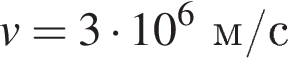 v = 3 · 10⁶ м/с